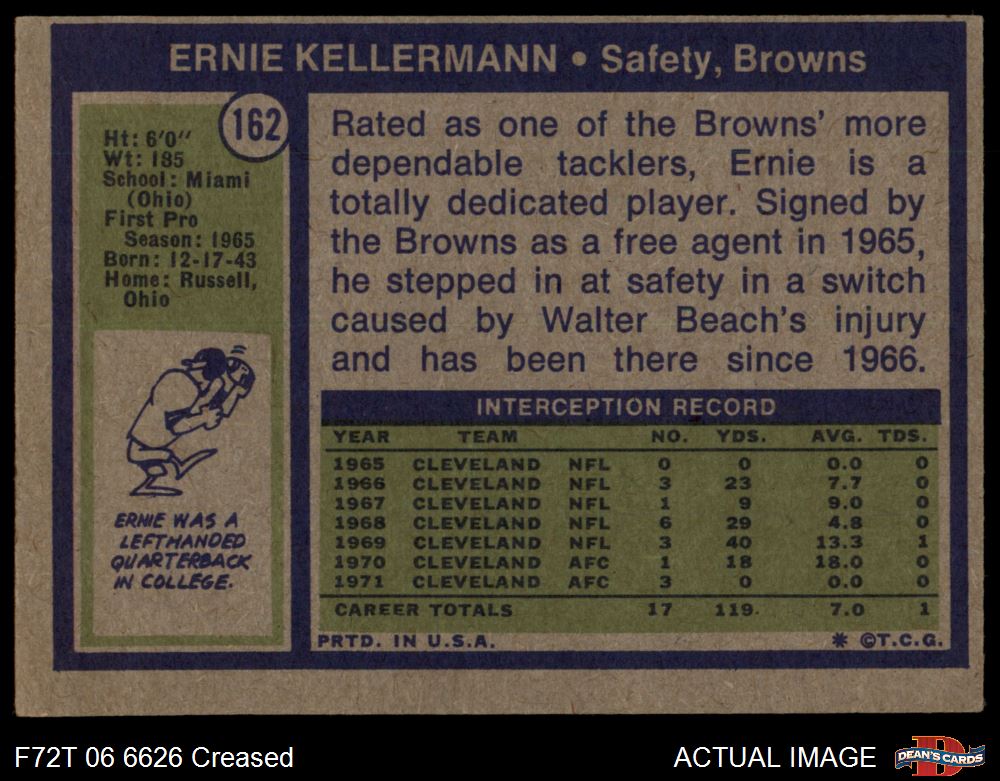 ERNIE KELLERMANN • Safety, Browns
162
Ht: 6'0"
Wt: 185
School: Miami
(Ohio)
First Pro
Season: 1965
Born: 12-17-43
Home: Russell,
Ohio
ERNIE WAS A
LEFTHANDED
QUARTERBACK
IN COLLEGE.
Rated as one of the Browns' more
dependable tacklers, Ernie is a
totally dedicated player. Signed by
the Browns as a free agent in 1965,
he stepped in at safety in a switch
caused by Walter Beach's injury
and has been there since 1966.
INTERCEPTION RECORD
YEAR TEAM NO. YDS. AVG. TDS.
1965 CLEVELAND NFL 0 0 0.0 0
1966 CLEVELAND NFL 3 23 7.7 0
1967 CLEVELAND NFL 1 9 9.0 0
1968 CLEVELAND NFL 6 29 4.8 0
1969 CLEVELAND NFL 3 40 13.3 1
1970 CLEVELAND AFC 1 18 18.0 0
1971 CLEVELAND AFC 3 0 0.0 0
CAREER TOTALS 17 119. 7.0 1
PRTD. IN U.S.A. * ©T.C.G.
F72T 06 6626 Creased ACTUAL IMAGE
D
DEAN'S CARDS